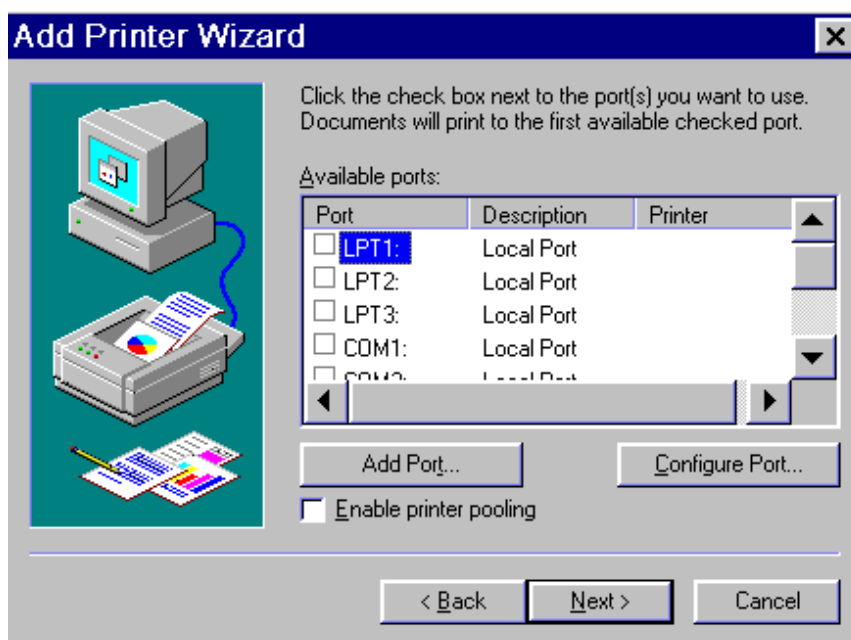 Add Printer Wizard
Click the check box next to the port(s) you want to use.
Documents will print to the first available checked port.
Available ports:
Port Description Printer
LPT1: Local Port
LPT2: Local Port
LPT3: Local Port
COM1: Local Port
Add Port... Configure Port...
Enable printer pooling
< Back Next > Cancel